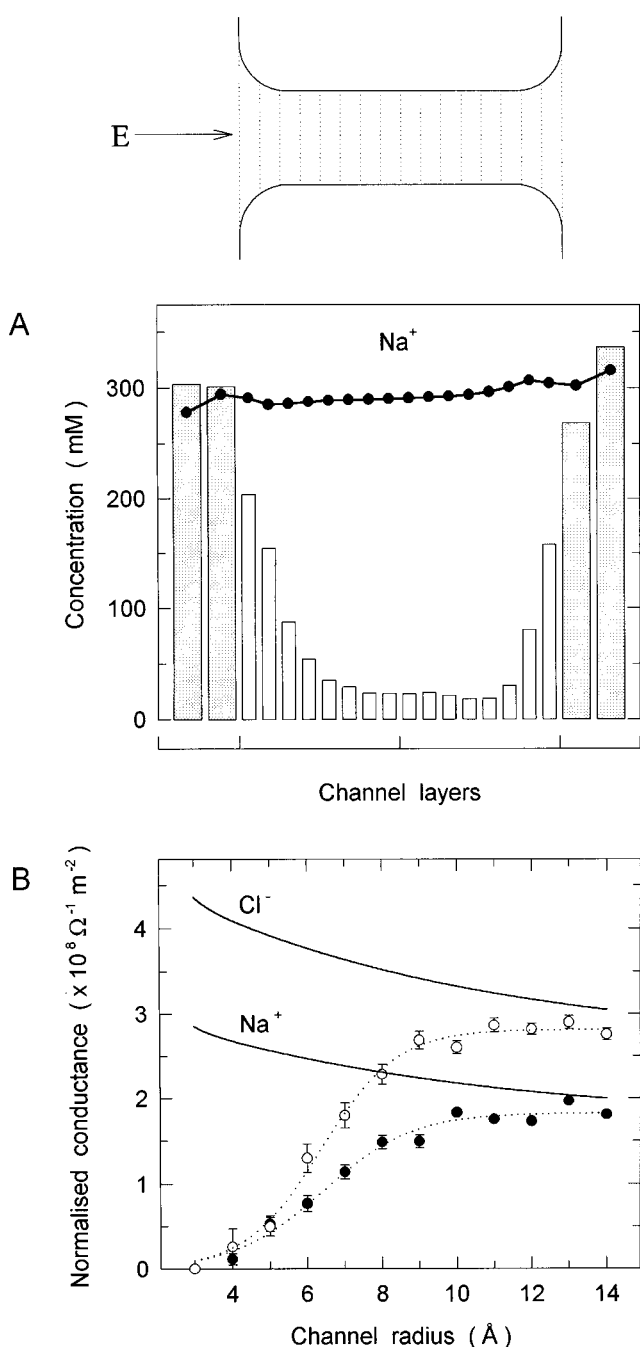 E
A
Na⁺
Concentration ( mM )
300
200
100
0
Channel layers
B
Normalised conductance ( x 10⁸ Ω⁻¹ m⁻² )
Cl⁻
Na⁺
4
3
2
1
0
4 6 8 10 12 14
Channel radius ( Å )